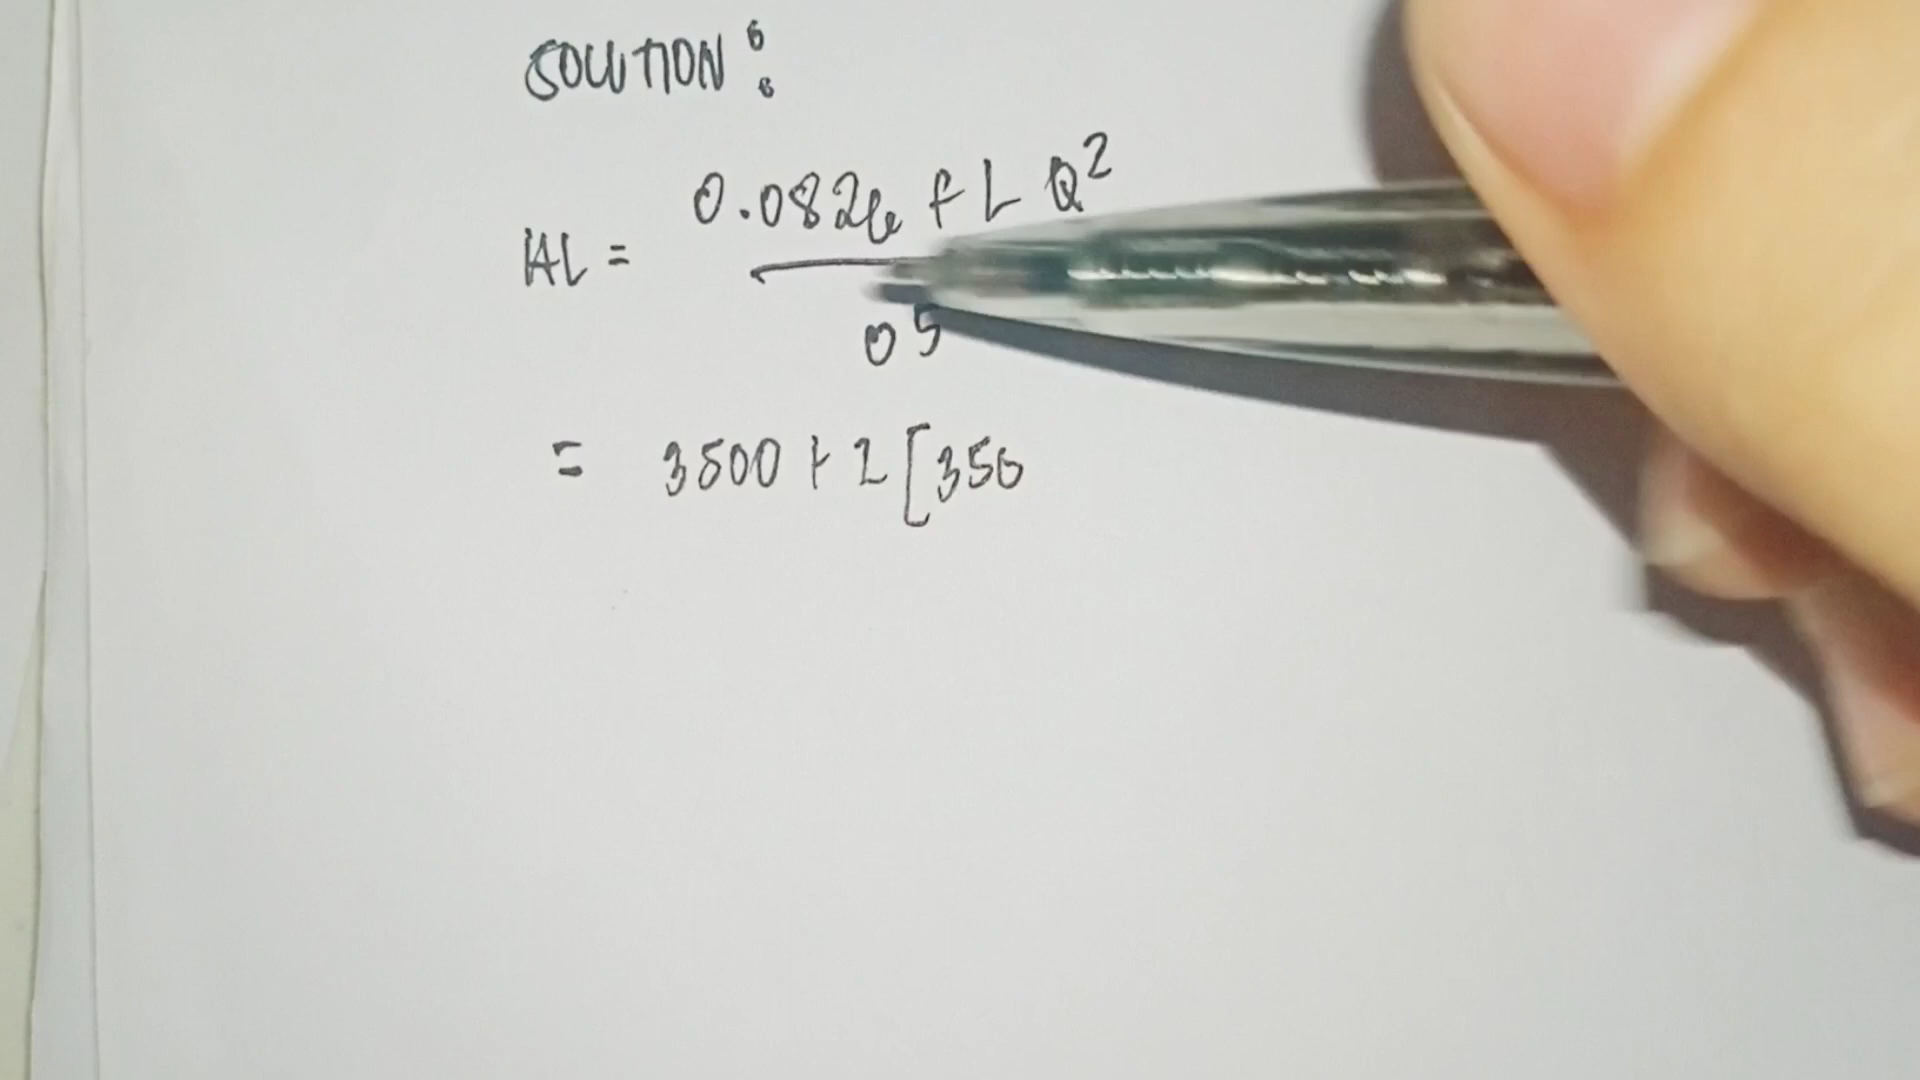 SOLUTION:
HL = 0.0826 f L Q²
D5
= 3500 + 2 [350